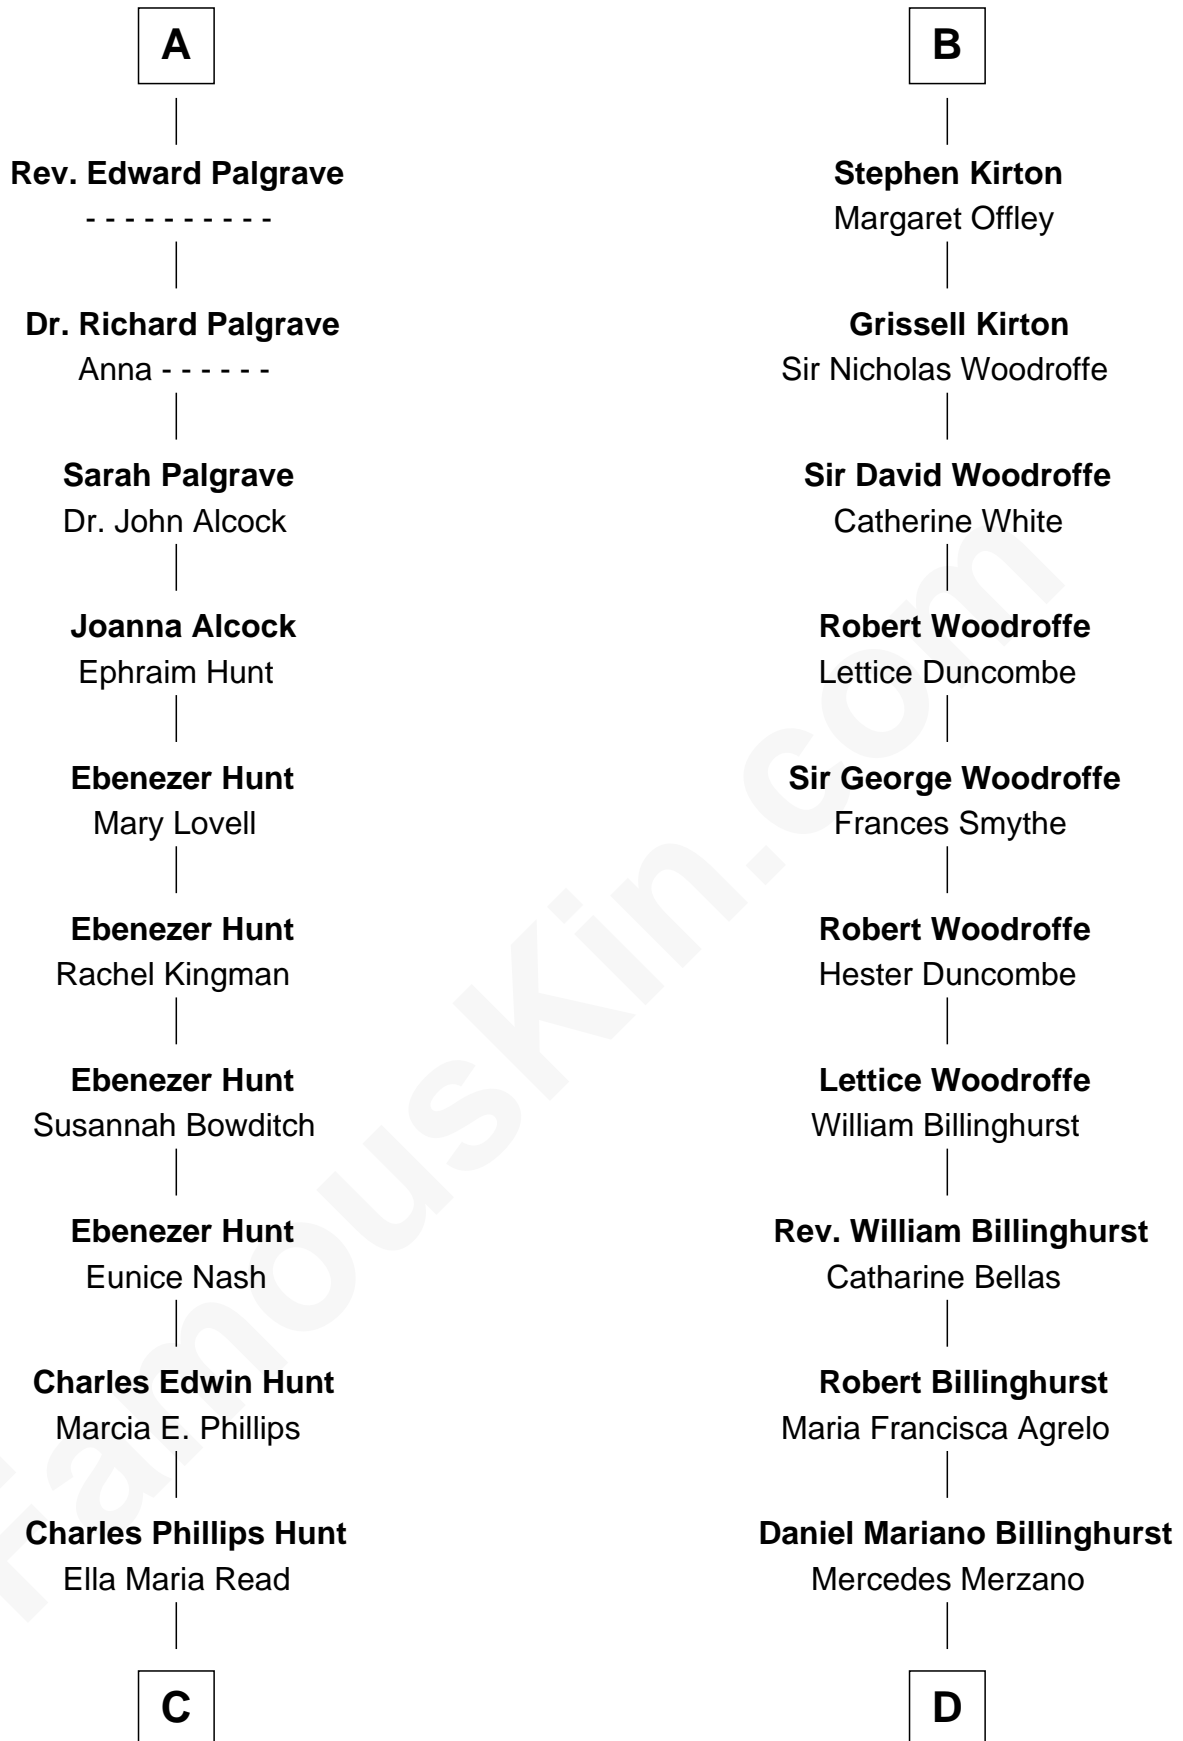 A
Rev. Edward Palgrave
- - - - - - - - - -
Dr. Richard Palgrave
Anna - - - - - -
Sarah Palgrave
Dr. John Alcock
Joanna Alcock
Ephraim Hunt
Ebenezer Hunt
Mary Lovell
Ebenezer Hunt
Rachel Kingman
Ebenezer Hunt
Susannah Bowditch
Ebenezer Hunt
Eunice Nash
Charles Edwin Hunt
Marcia E. Phillips
Charles Phillips Hunt
Ella Maria Read
C
B
Stephen Kirton
Margaret Offley
Grissell Kirton
Sir Nicholas Woodroffe
Sir David Woodroffe
Catherine White
Robert Woodroffe
Lettice Duncombe
Sir George Woodroffe
Frances Smythe
Robert Woodroffe
Hester Duncombe
Lettice Woodroffe
William Billinghurst
Rev. William Billinghurst
Catharine Bellas
Robert Billinghurst
Maria Francisca Agrelo
Daniel Mariano Billinghurst
Mercedes Merzano
D
FamousKin.com